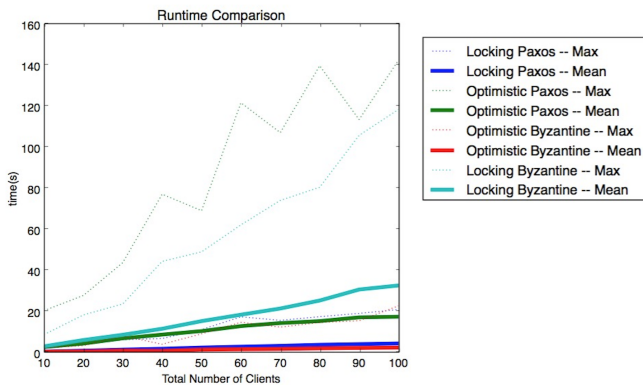 Runtime Comparison
160
140
120
100
80
60
40
20
0
time(s)
10 20 30 40 50 60 70 80 90 100
Total Number of Clients
Locking Paxos -- Max
Locking Paxos -- Mean
Optimistic Paxos -- Max
Optimistic Paxos -- Mean
Optimistic Byzantine -- Max
Optimistic Byzantine -- Mean
Locking Byzantine -- Max
Locking Byzantine -- Mean